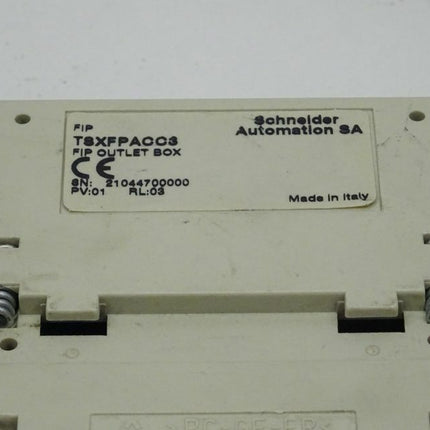 FIP
TSXFPACC3
FIP OUTLET BOX
CE
SN: 21044700000
PV:01 RL:03
Schneider
Automation SA
Made in Italy